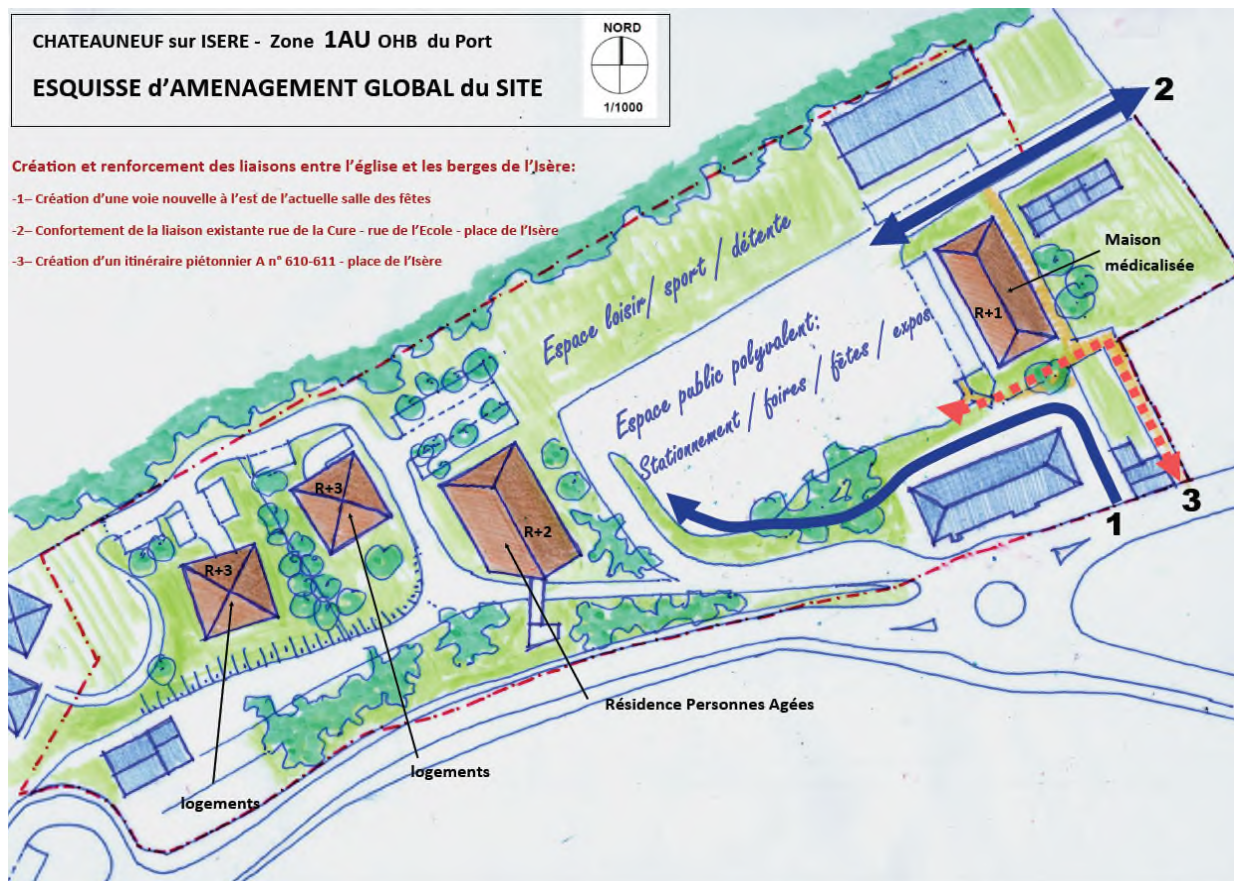 CHATEAUNEUF sur ISERE - Zone 1AU OHB du Port
ESQUISSE d'AMENAGEMENT GLOBAL du SITE
NORD
1/1000
Création et renforcement des liaisons entre l'église et les berges de l'Isère:
-1– Création d'une voie nouvelle à l'est de l'actuelle salle des fêtes
-2– Confortement de la liaison existante rue de la Cure - rue de l'Ecole - place de l'Isère
-3– Création d'un itinéraire piétonnier A n° 610-611 - place de l'Isère
2
Maison
médicalisée
R+1
Espace loisir/ sport / détente
Espace public polyvalent:
Stationnement / foires / fêtes / expos
R+3
R+2
R+3
1
3
Résidence Personnes Agées
logements
logements